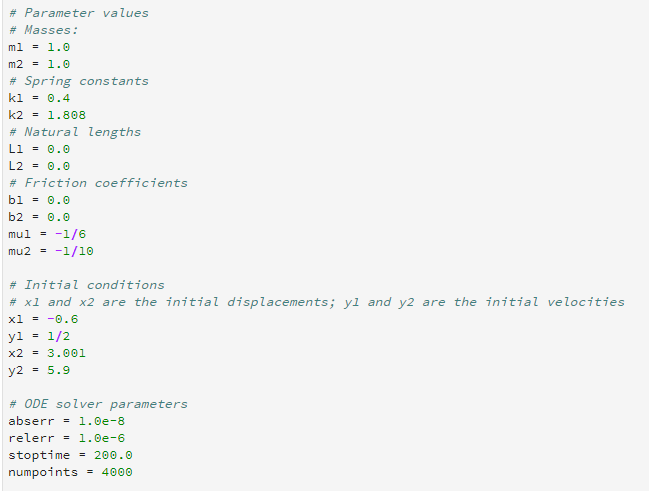 # Parameter values
# Masses:
m1 = 1.0
m2 = 1.0
# Spring constants
k1 = 0.4
k2 = 1.808
# Natural lengths
L1 = 0.0
L2 = 0.0
# Friction coefficients
b1 = 0.0
b2 = 0.0
mu1 = -1/6
mu2 = -1/10
# Initial conditions
# x1 and x2 are the initial displacements; y1 and y2 are the initial velocities
x1 = -0.6
y1 = 1/2
x2 = 3.001
y2 = 5.9
# ODE solver parameters
abserr = 1.0e-8
relerr = 1.0e-6
stoptime = 200.0
numpoints = 4000